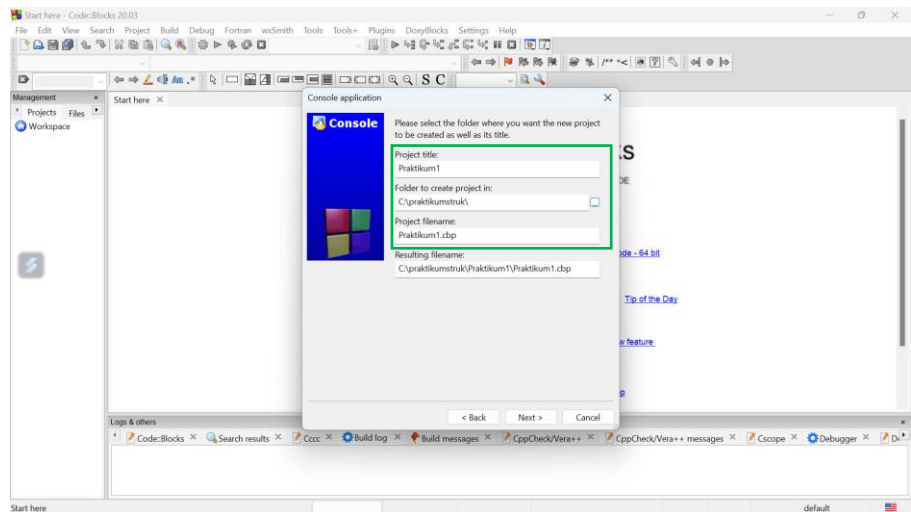 Start here - Code::Blocks 20.03
File Edit View Search Project Build Debug Fortran wxSmith Tools Tools+ Plugins DoxyBlocks Settings Help
S C
Management
Projects Files
Workspace
Start here
Console application
Console
Please select the folder where you want the new project
to be created as well as its title.
Project title:
Praktikum1
Folder to create project in:
C:\praktikumstruk\
...
Project filename:
Praktikum1.cbp
Resulting filename:
C:\praktikumstruk\Praktikum1\Praktikum1.cbp
< Back Next > Cancel
- 64 bit
Tip of the Day
feature
Logs & others
Code::Blocks Search results Cccc Build log Build messages CppCheck/Vera++ CppCheck/Vera++ messages Cscope Debugger
Start here default